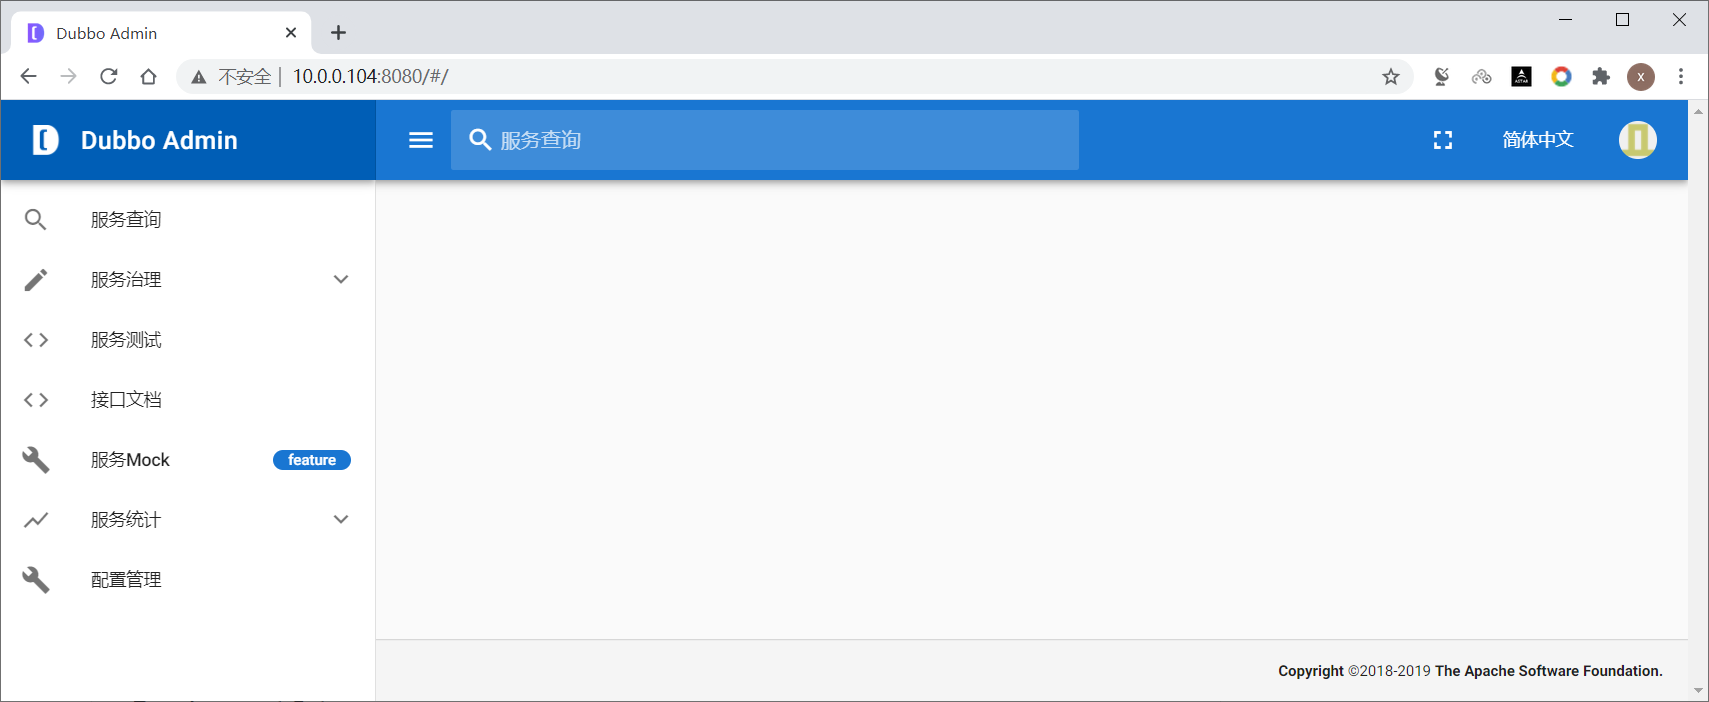 Dubbo Admin
不安全 | 10.0.0.104:8080/#/
ASTAR
x
Dubbo Admin
服务查询
简体中文
服务查询
服务治理
服务测试
接口文档
服务Mock
feature
服务统计
配置管理
Copyright ©2018-2019 The Apache Software Foundation.